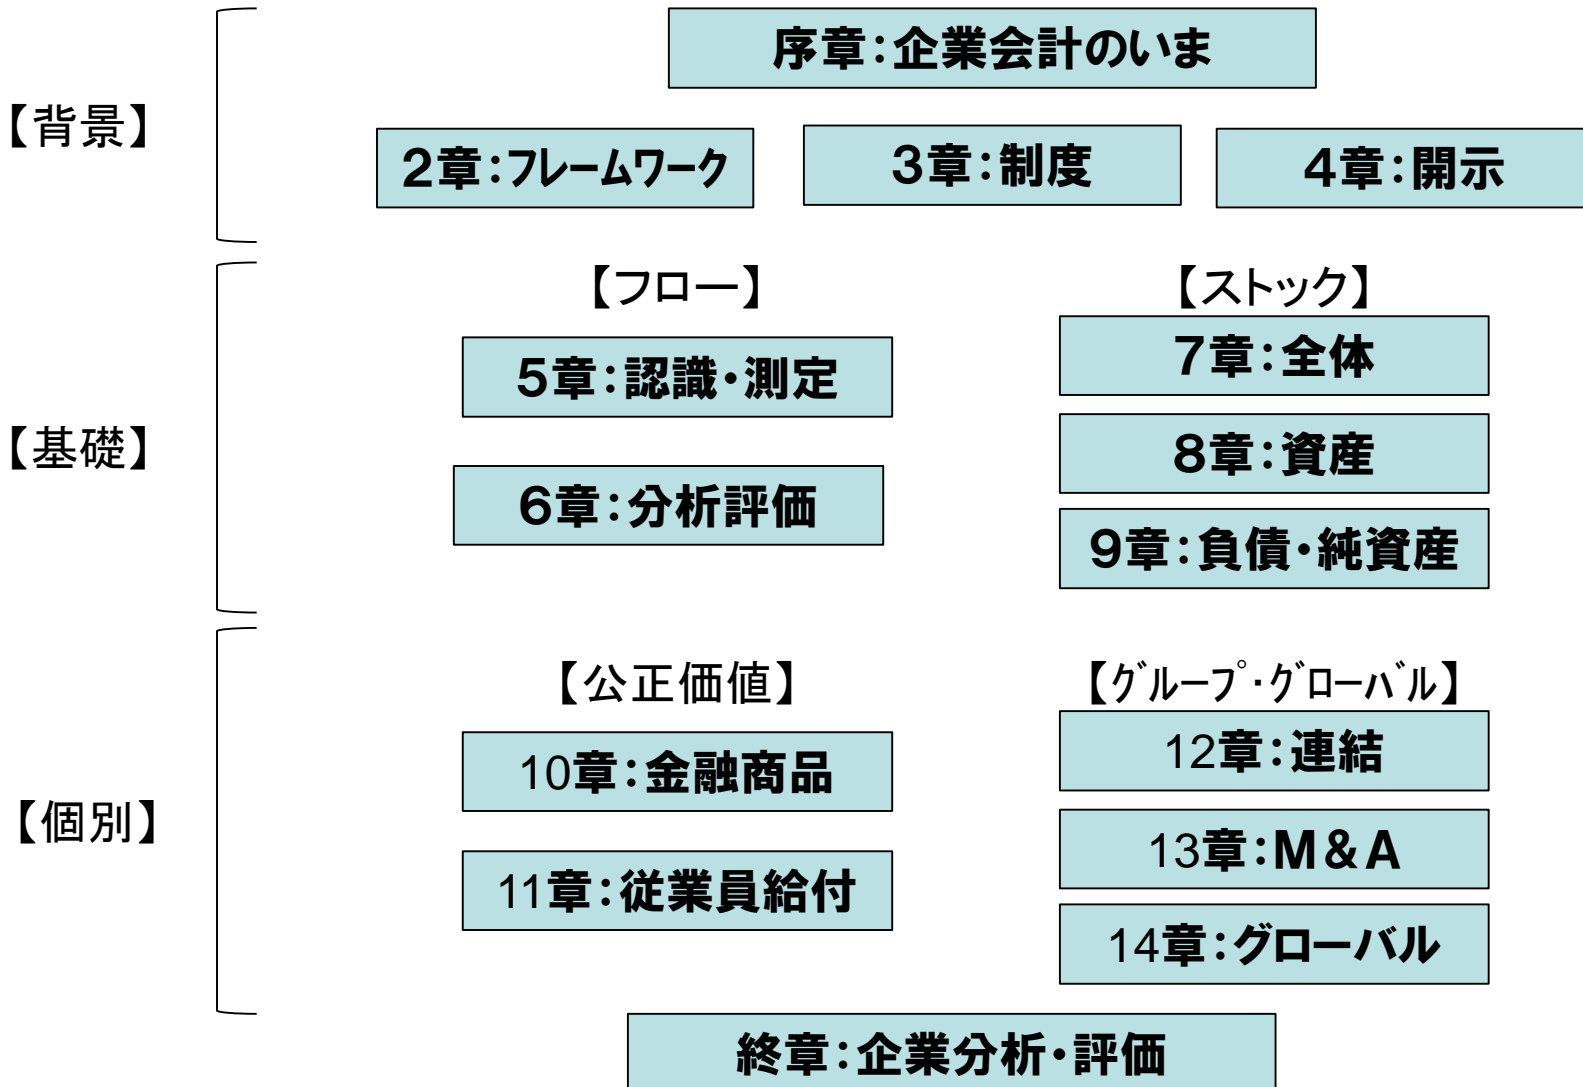 序章：企業会計のいま
【背景】
2章：フレームワーク
3章：制度
4章：開示
【フロー】
【ストック】
5章：認識・測定
7章：全体
【基礎】
8章：資産
6章：分析評価
9章：負債・純資産
【公正価値】
【グループ・グローバル】
10章：金融商品
12章：連結
【個別】
13章：M＆A
11章：従業員給付
14章：グローバル
終章：企業分析・評価